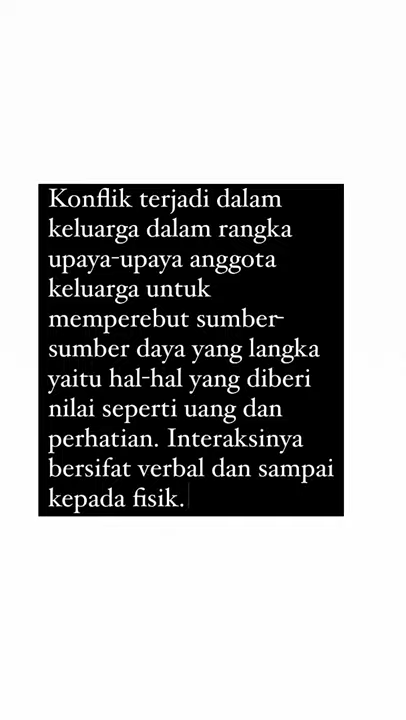 Konflik terjadi dalam
keluarga dalam rangka
upaya-upaya anggota
keluarga untuk
memperebut sumber-
sumber daya yang langka
yaitu hal-hal yang diberi
nilai seperti uang dan
perhatian. Interaksinya
bersifat verbal dan sampai
kepada fisik.